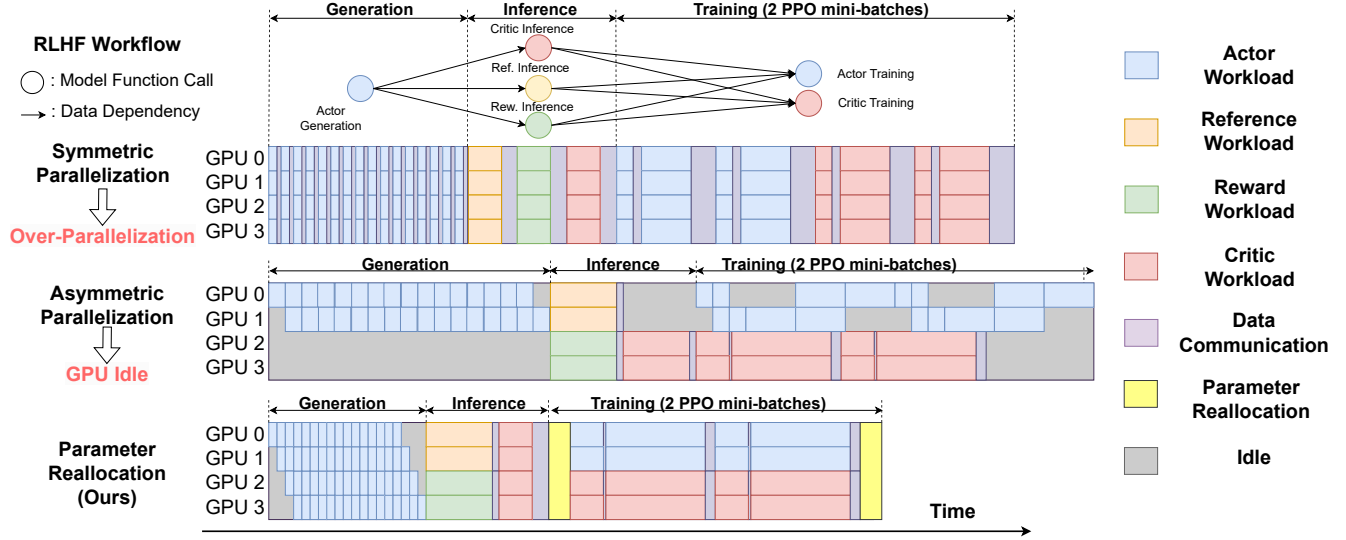 Generation
Inference
Training (2 PPO mini-batches)
RLHF Workflow
: Model Function Call
: Data Dependency
Critic Inference
Ref. Inference
Rew. Inference
Actor
Generation
Actor Training
Critic Training
Symmetric
Parallelization
Over-Parallelization
GPU 0
GPU 1
GPU 2
GPU 3
Generation
Inference
Training (2 PPO mini-batches)
Asymmetric
Parallelization
GPU Idle
GPU 0
GPU 1
GPU 2
GPU 3
Generation
Inference
Training (2 PPO mini-batches)
Parameter
Reallocation
(Ours)
GPU 0
GPU 1
GPU 2
GPU 3
Time
Actor
Workload
Reference
Workload
Reward
Workload
Critic
Workload
Data
Communication
Parameter
Reallocation
Idle